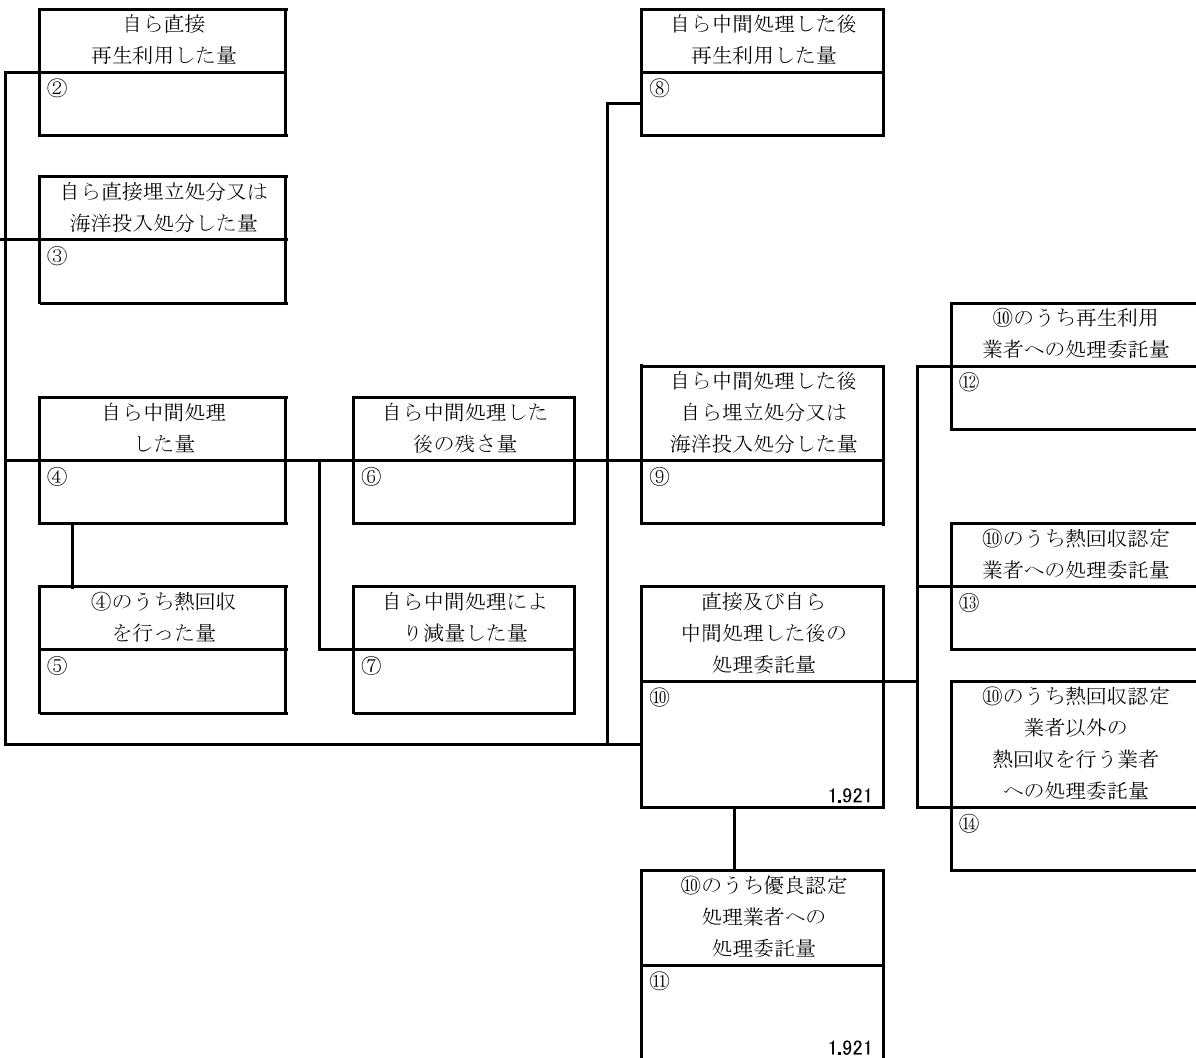 自ら直接
再生利用した量
②
自ら中間処理した後
再生利用した量
⑧
自ら直接埋立処分又は
海洋投入処分した量
③
⑩のうち再生利用
業者への処理委託量
⑫
自ら中間処理
した量
④
自ら中間処理した
後の残さ量
⑥
自ら中間処理した後
自ら埋立処分又は
海洋投入処分した量
⑨
⑩のうち熱回収認定
業者への処理委託量
⑬
④のうち熱回収
を行った量
⑤
自ら中間処理によ
り減量した量
⑦
直接及び自ら
中間処理した後の
処理委託量
⑩
1.921
⑩のうち熱回収認定
業者以外の
熱回収を行う業者
への処理委託量
⑭
⑩のうち優良認定
処理業者への
処理委託量
⑪
1.921